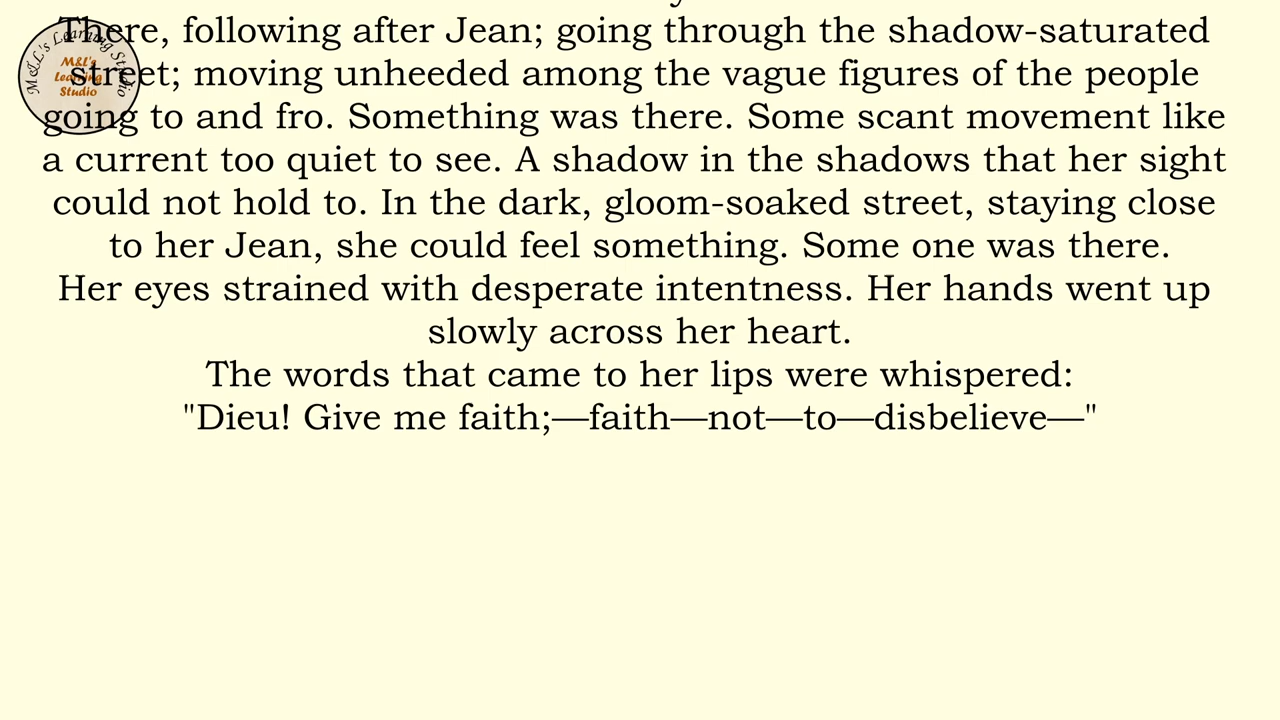 There, following after Jean; going through the shadow-saturated
street; moving unheeded among the vague figures of the people
going to and fro. Something was there. Some scant movement like
a current too quiet to see. A shadow in the shadows that her sight
could not hold to. In the dark, gloom-soaked street, staying close
to her Jean, she could feel something. Some one was there.
Her eyes strained with desperate intentness. Her hands went up
slowly across her heart.
The words that came to her lips were whispered:
"Dieu! Give me faith;—faith—not—to—disbelieve—"
M&L's Learning Studio
M&L's
Learning
Studio